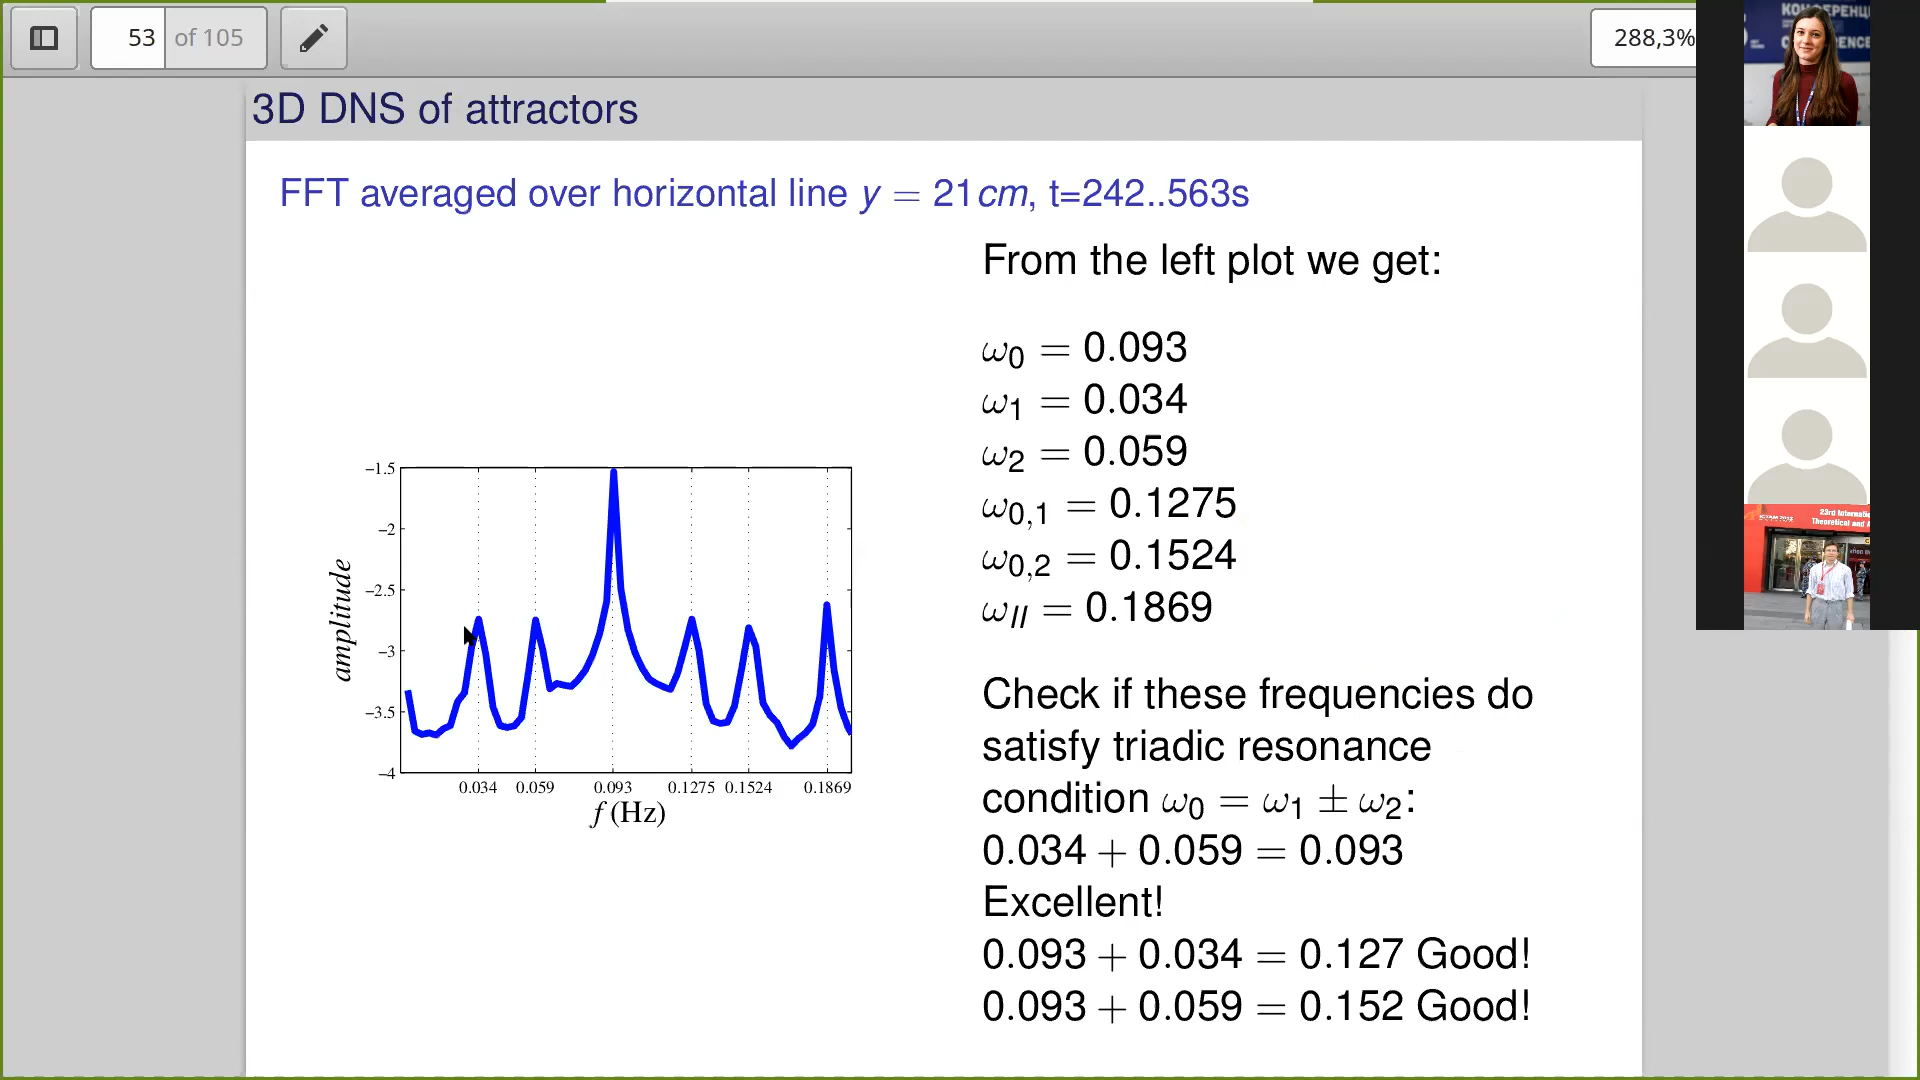 53 of 105
288,3%
3D DNS of attractors
FFT averaged over horizontal line y = 21cm, t=242..563s
From the left plot we get:
ω0 = 0.093
ω1 = 0.034
ω2 = 0.059
ω0,1 = 0.1275
ω0,2 = 0.1524
ωII = 0.1869
Check if these frequencies do
satisfy triadic resonance
condition ω0 = ω1 ± ω2:
0.034 + 0.059 = 0.093
Excellent!
0.093 + 0.034 = 0.127 Good!
0.093 + 0.059 = 0.152 Good!
amplitude
−1.5
−2
−2.5
−3
−3.5
−4
0.034 0.059 0.093 0.1275 0.1524 0.1869
f (Hz)
23rd
Theoretical and